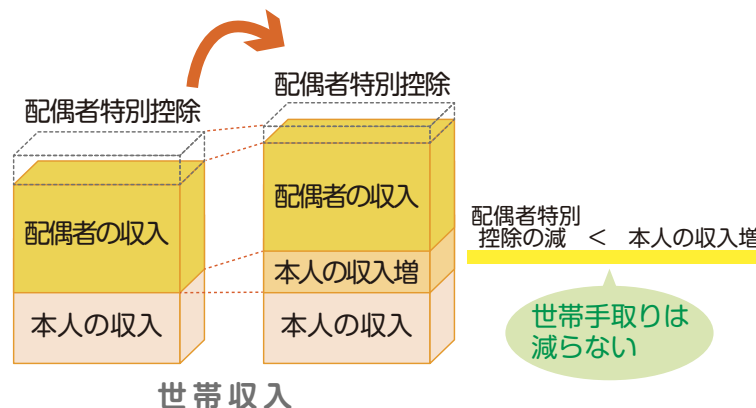 配偶者特別控除
配偶者の収入
本人の収入
配偶者特別控除
配偶者の収入
本人の収入増
本人の収入
世帯収入
配偶者特別
控除の減 < 本人の収入増
世帯手取りは
減らない